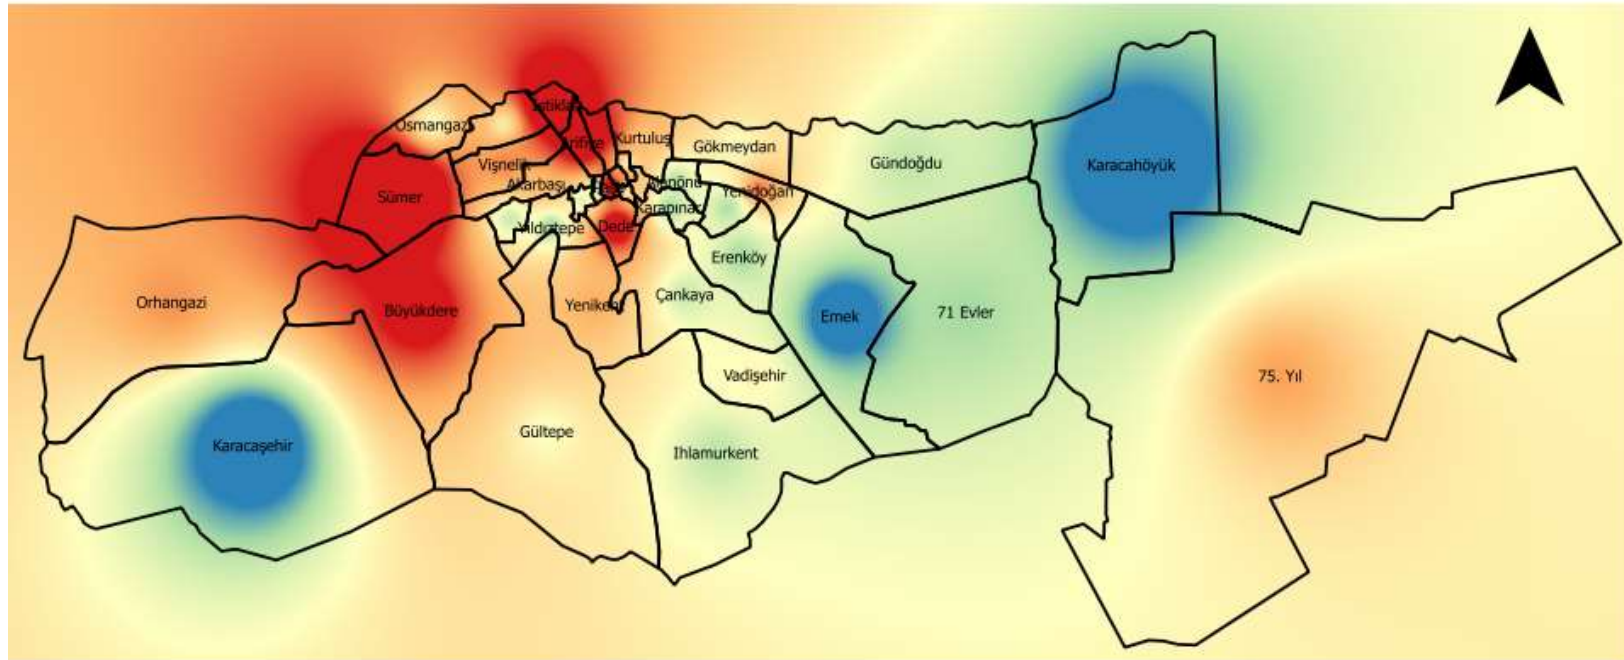 İstiklal
Osmangazi
Arifiye
Kurtuluş
Gökmeydan
Vişnelik
Gündoğdu
Karacahöyük
Akarbaşı
Yenidoğan
Sümer
Karapınar
Yıldıztepe
Dede
Erenköy
Orhangazi
Büyükdere
Yenikent
Çankaya
Emek
71 Evler
Vadişehir
75. Yıl
Gültepe
Karacaşehir
Ihlamurkent